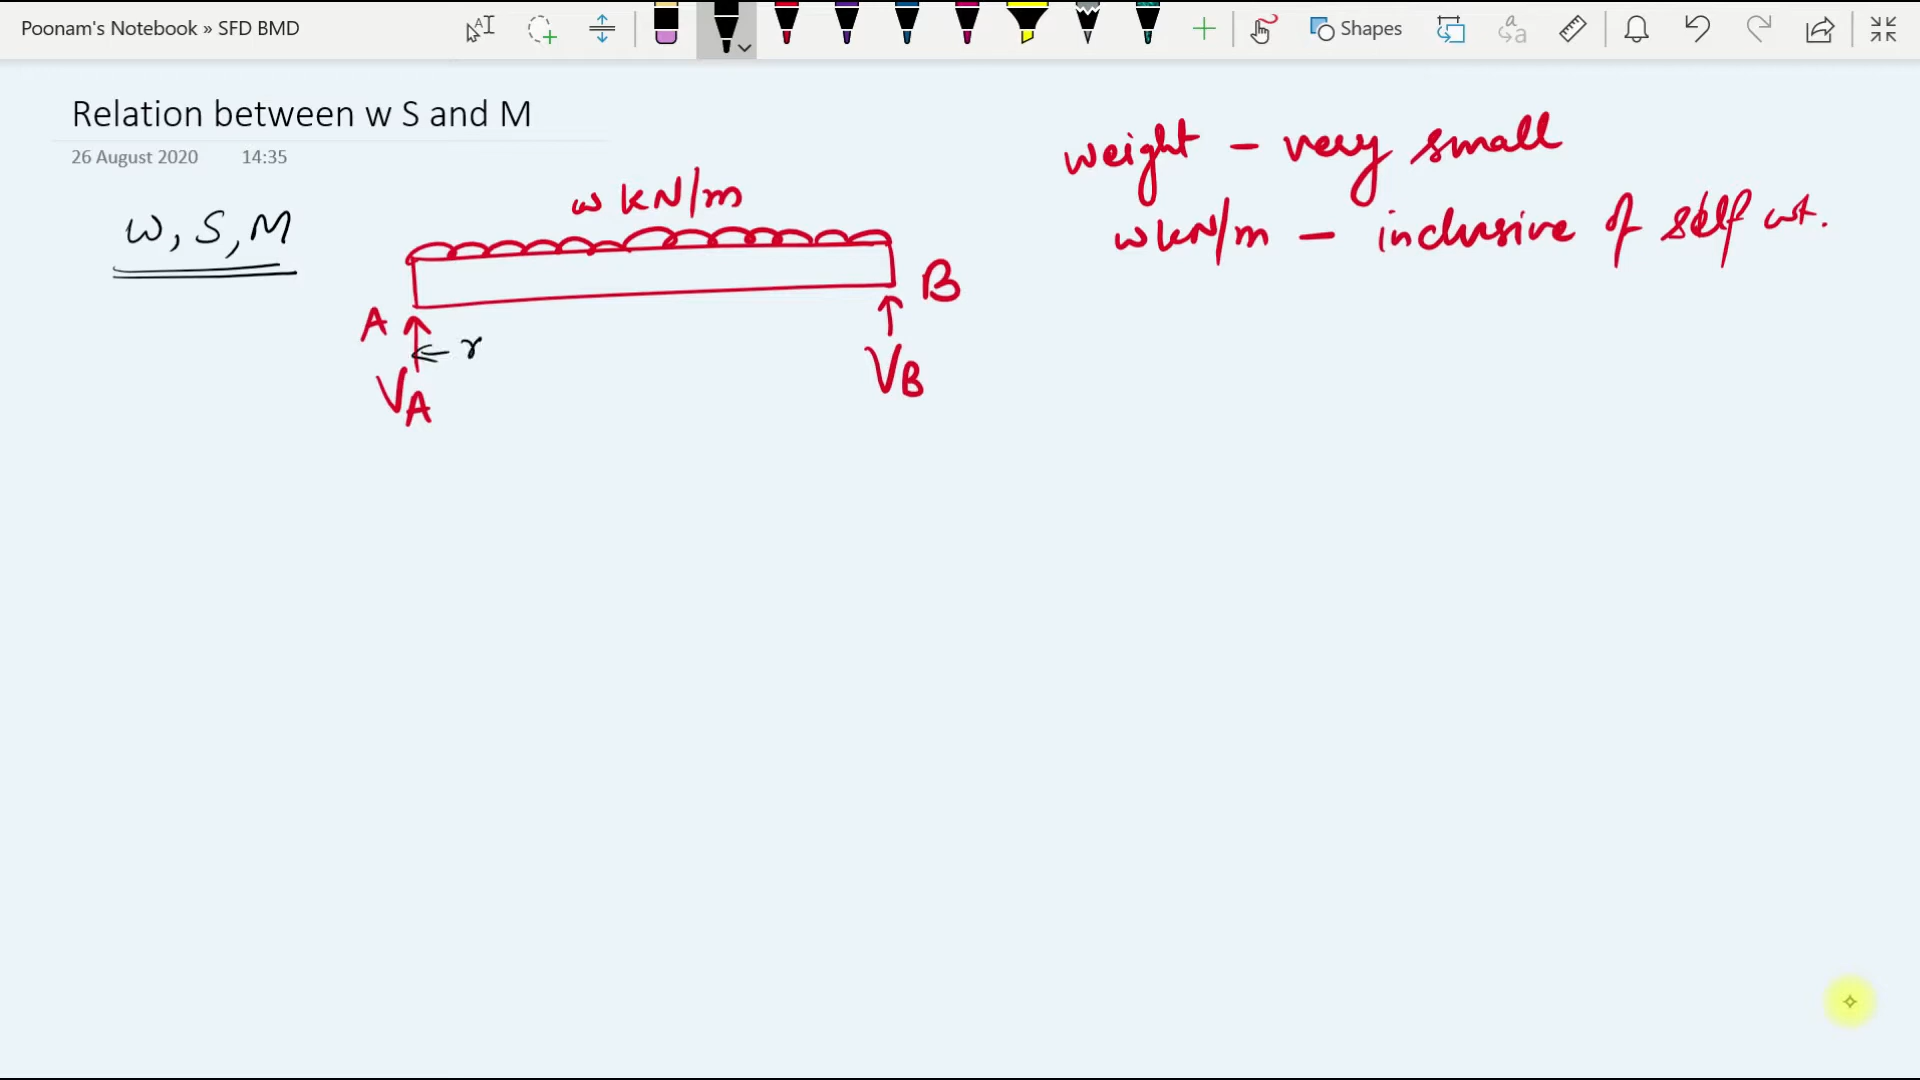 Poonam's Notebook » SFD BMD
Shapes
Relation between w S and M
26 August 2020 14:35
weight - very small
w kN/m - inclusive of self wt.
w, S, M
w kN/m
A
B
r
VA
VB